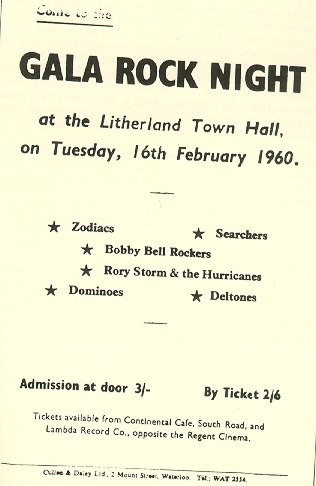 Come to the
GALA ROCK NIGHT
at the Litherland Town Hall,
on Tuesday, 16th February 1960.
★ Zodiacs ★ Searchers
★ Bobby Bell Rockers
★ Rory Storm & the Hurricanes
★ Dominoes ★ Deltones
Admission at door 3/- By Ticket 2/6
Tickets available from Continental Cafe, South Road, and
Lambda Record Co., opposite the Regent Cinema.
Cullen & Daley Ltd., 2 Mount Street, Waterloo. Tel.: WAT 2354.